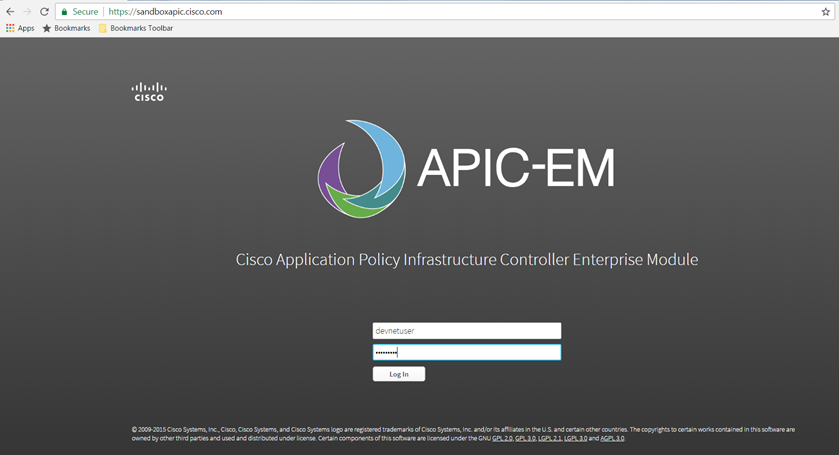 Secure
https://sandboxapic.cisco.com
Apps
Bookmarks
Bookmarks Toolbar
CISCO
APIC-EM
Cisco Application Policy Infrastructure Controller Enterprise Module
devnetuser
•••••••••
Log In
© 2009-2015 Cisco Systems, Inc., Cisco, Cisco Systems, and Cisco Systems logo are registered trademarks of Cisco Systems, Inc. and/or its affiliates in the U.S. and certain other countries. The copyrights to certain works contained in this software are
owned by other third parties and used and distributed under license. Certain components of this software are licensed under the GNU GPL 2.0, GPL 3.0, LGPL 2.1, LGPL 3.0 and AGPL 3.0.